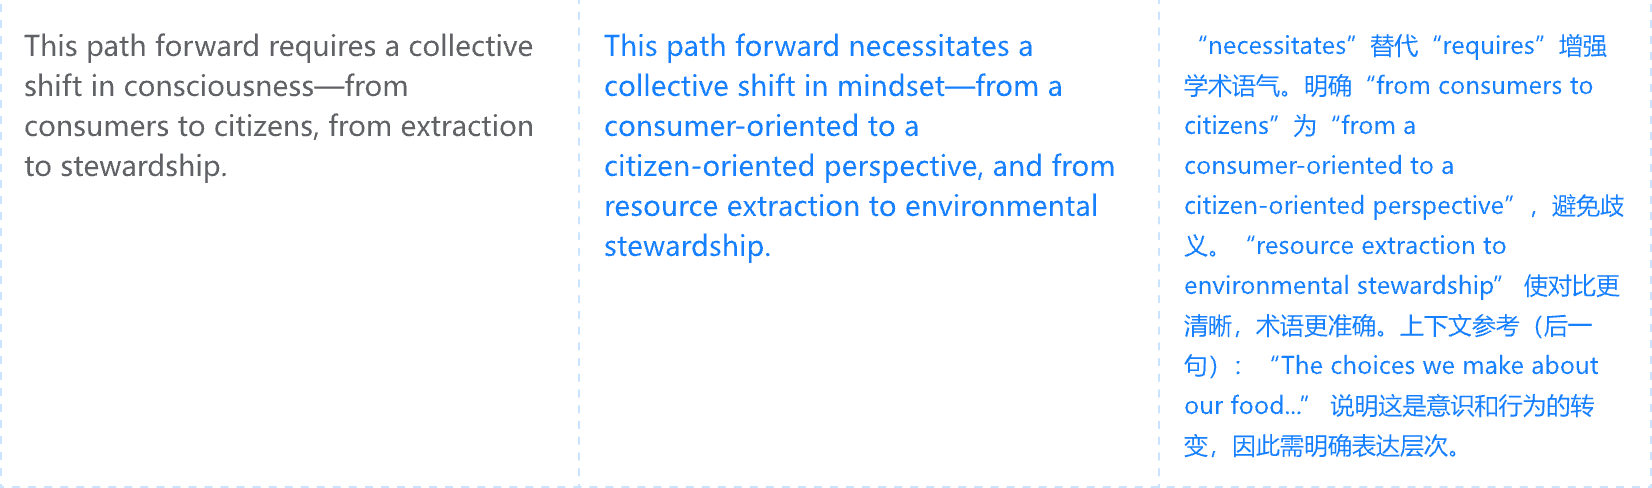 This path forward requires a collective
shift in consciousness—from
consumers to citizens, from extraction
to stewardship.
This path forward necessitates a
collective shift in mindset—from a
consumer-oriented to a
citizen-oriented perspective, and from
resource extraction to environmental
stewardship.
“necessitates”替代“requires”增强
学术语气。明确“from consumers to
citizens”为“from a
consumer-oriented to a
citizen-oriented perspective”，避免歧
义。“resource extraction to
environmental stewardship” 使对比更
清晰，术语更准确。上下文参考（后一
句）：“The choices we make about
our food...” 说明这是意识和行为的转
变，因此需明确表达层次。